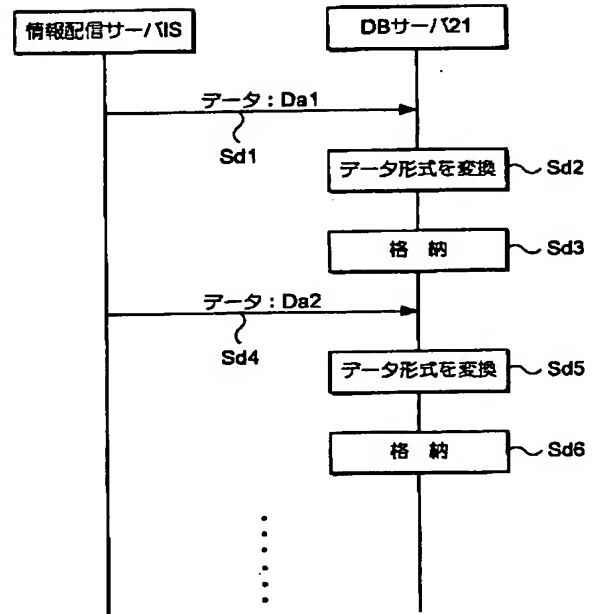 情報配信サーバIS
DBサーバ21
データ:Da1
Sd1
データ形式を変換
Sd2
格 納
Sd3
データ:Da2
Sd4
データ形式を変換
Sd5
格 納
Sd6